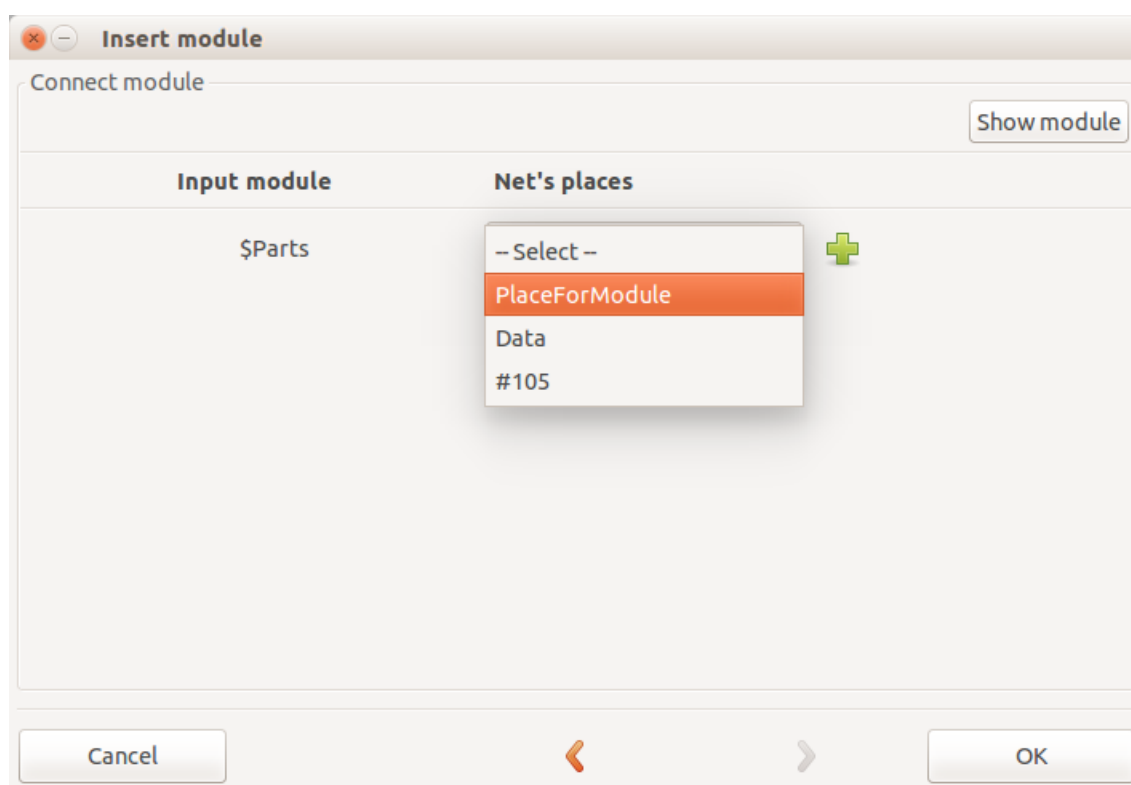 Insert module
Connect module
Show module
Input module Net's places
$Parts
-- Select --
PlaceForModule
Data
#105
Cancel OK